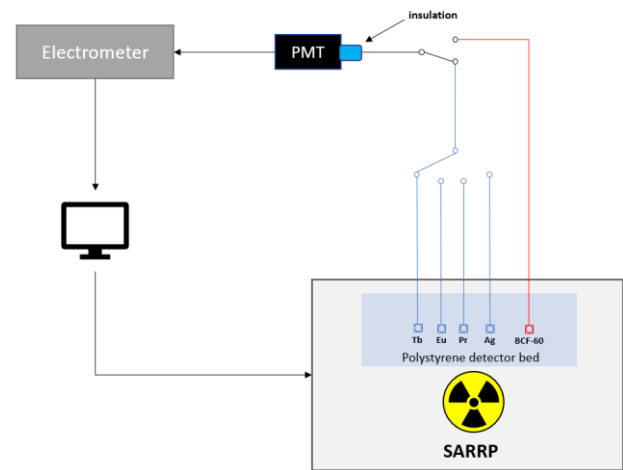 insulation
Electrometer
PMT
Tb Eu Pr Ag BCF-60
Polystyrene detector bed
SARRP